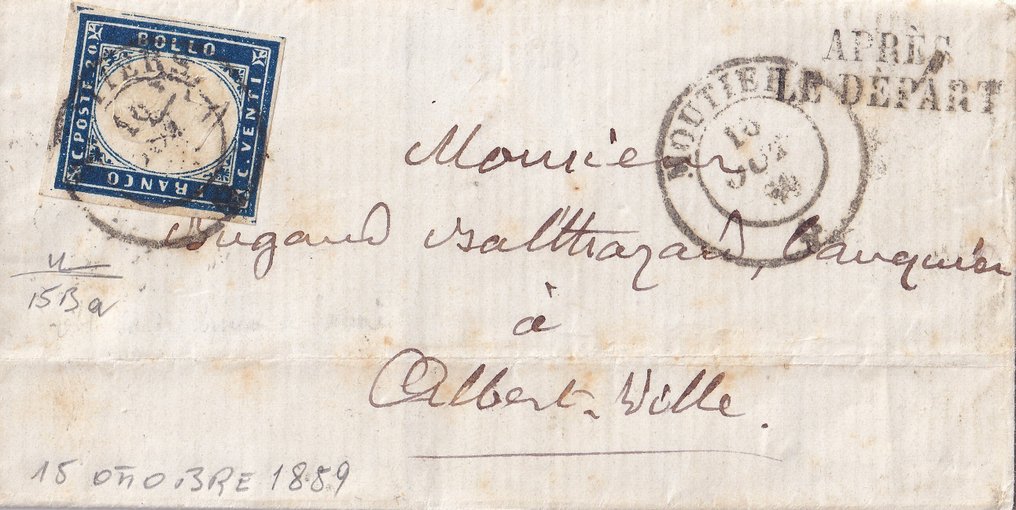 BOLLO
C. POSTE 20
C. VENTI
FRANCO
APRÈS
LE DÉPART
MOUTIERS
15
Monsieur
Bugand Balthazard, banquier
à
Albert-Ville.
15Ba
15 OTTOBRE 1859